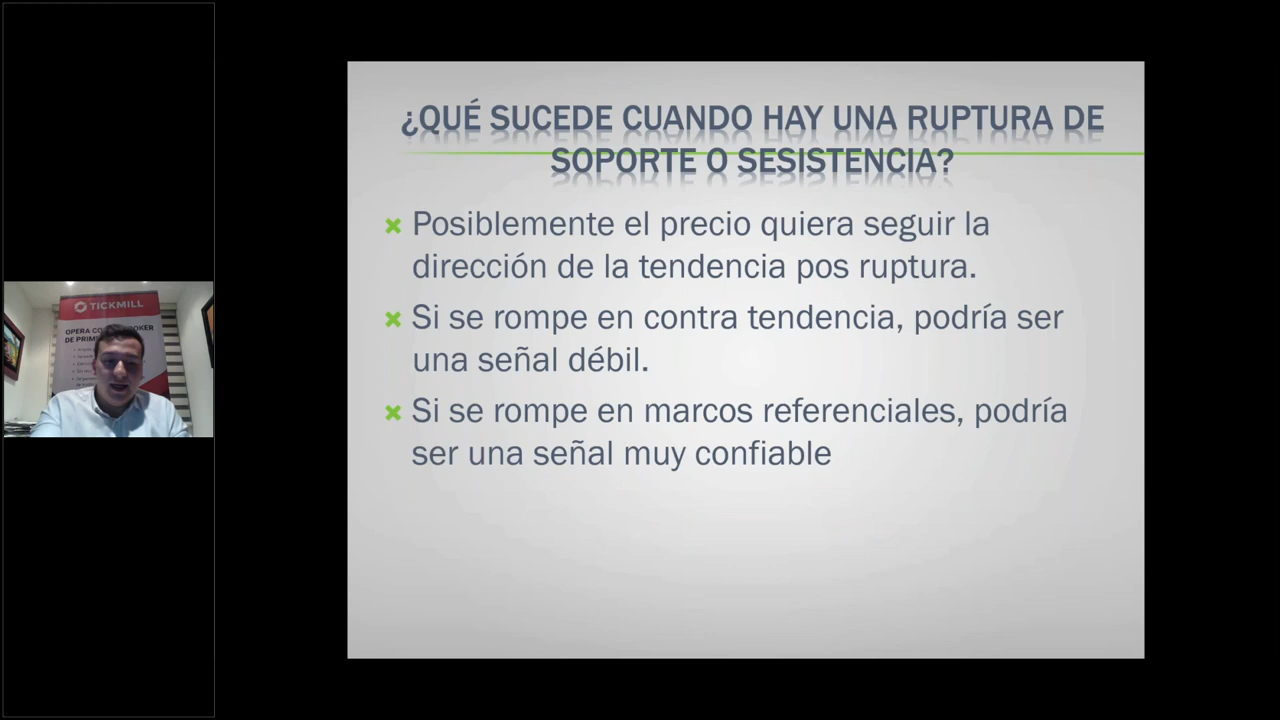 ¿QUÉ SUCEDE CUANDO HAY UNA RUPTURA DE
SOPORTE O SESISTENCIA?
Posiblemente el precio quiera seguir la
dirección de la tendencia pos ruptura.
Si se rompe en contra tendencia, podría ser
una señal débil.
Si se rompe en marcos referenciales, podría
ser una señal muy confiable
TICKMILL
OPERA
DE